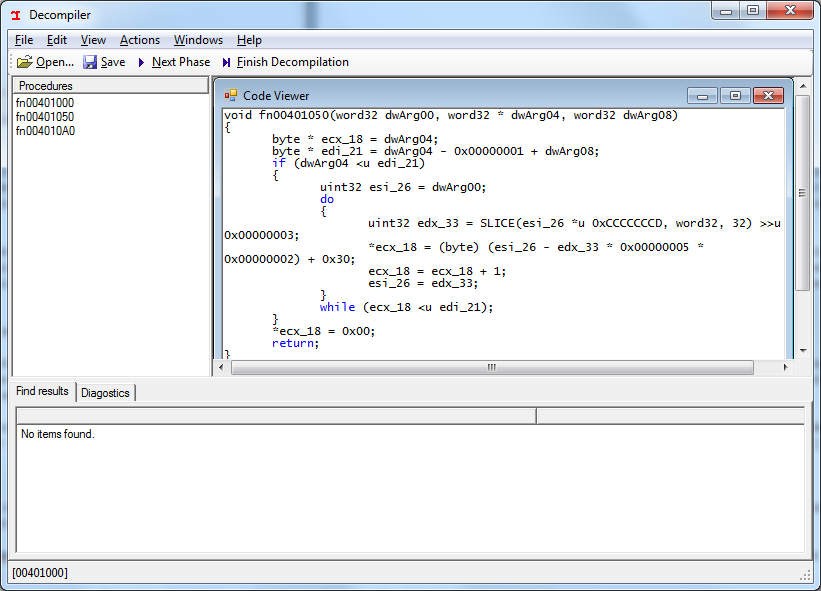 Decompiler
File Edit View Actions Windows Help
Open... Save Next Phase Finish Decompilation
Procedures
fn00401000
fn00401050
fn004010A0
Code Viewer
void fn00401050(word32 dwArg00, word32 * dwArg04, word32 dwArg08)
{
byte * ecx_18 = dwArg04;
byte * edi_21 = dwArg04 - 0x00000001 + dwArg08;
if (dwArg04 <u edi_21)
{
uint32 esi_26 = dwArg00;
do
{
uint32 edx_33 = SLICE(esi_26 *u 0xCCCCCCCD, word32, 32) >>u
0x00000003;
*ecx_18 = (byte) (esi_26 - edx_33 * 0x00000005 *
0x00000002) + 0x30;
ecx_18 = ecx_18 + 1;
esi_26 = edx_33;
}
while (ecx_18 <u edi_21);
}
*ecx_18 = 0x00;
return;
}
Find results Diagostics
No items found.
[00401000]